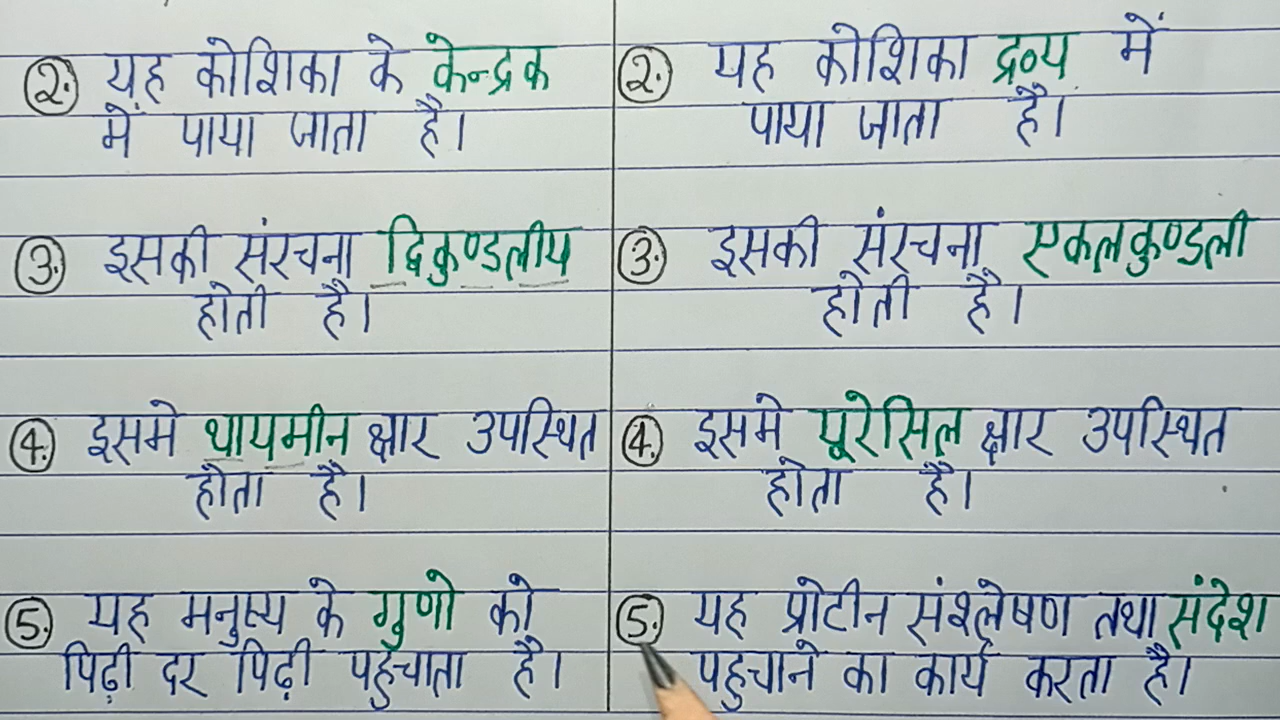 2. यह कोशिका के केन्द्रक
में पाया जाता है।
3. इसकी संरचना द्विकुण्डलीय
होती है।
4. इसमे थायमीन क्षार उपस्थित
होता है।
5. यह मनुष्य के गुणो को
पिढ़ी दर पिढ़ी पहुँचाता है।
2. यह कोशिका द्रव्य में
पाया जाता है।
3. इसकी संरचना एकलकुण्डली
होती है।
4. इसमे यूरेसिल क्षार उपस्थित
होता है।
5. यह प्रोटीन संश्लेषण तथा संदेश
पहुचाने का कार्य करता है।